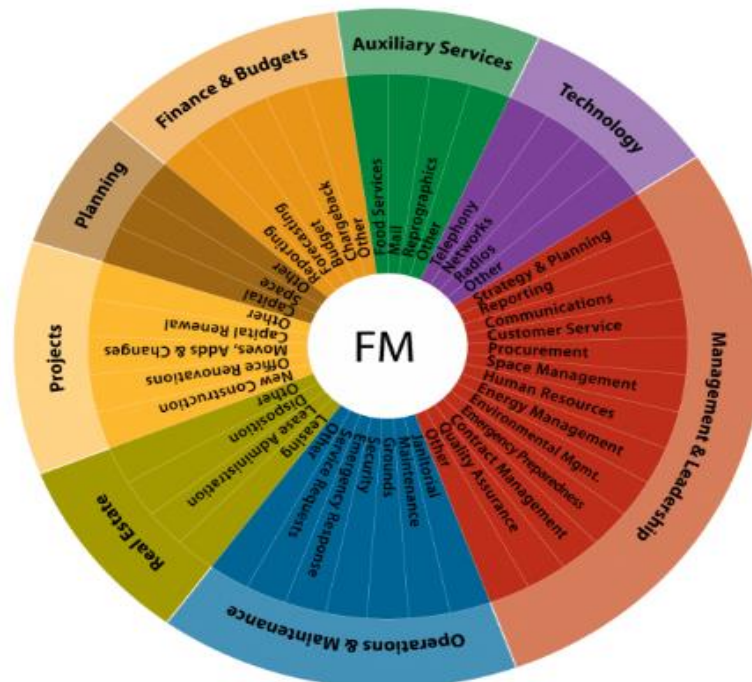 FM
Auxiliary Services
Food Services
Mail
Reprographics
Other
Technology
Telephony
Networks
Radios
Other
Management & Leadership
Strategy & Planning
Reporting
Communications
Customer Service
Procurement
Space Management
Human Resources
Energy Management
Environmental Mgmt.
Emergency Preparedness
Contract Management
Quality Assurance
Other
Operations & Maintenance
Janitorial
Maintenance
Grounds
Security
Emergency Response
Service Requests
Other
Real Estate
Leasing
Lease Administration
Disposition
Other
Projects
New Construction
Office Renovations
Moves, Adds & Changes
Capital Renewal
Other
Planning
Capital
Space
Other
Finance & Budgets
Reporting
Forecasting
Budget
Chargeback
Other